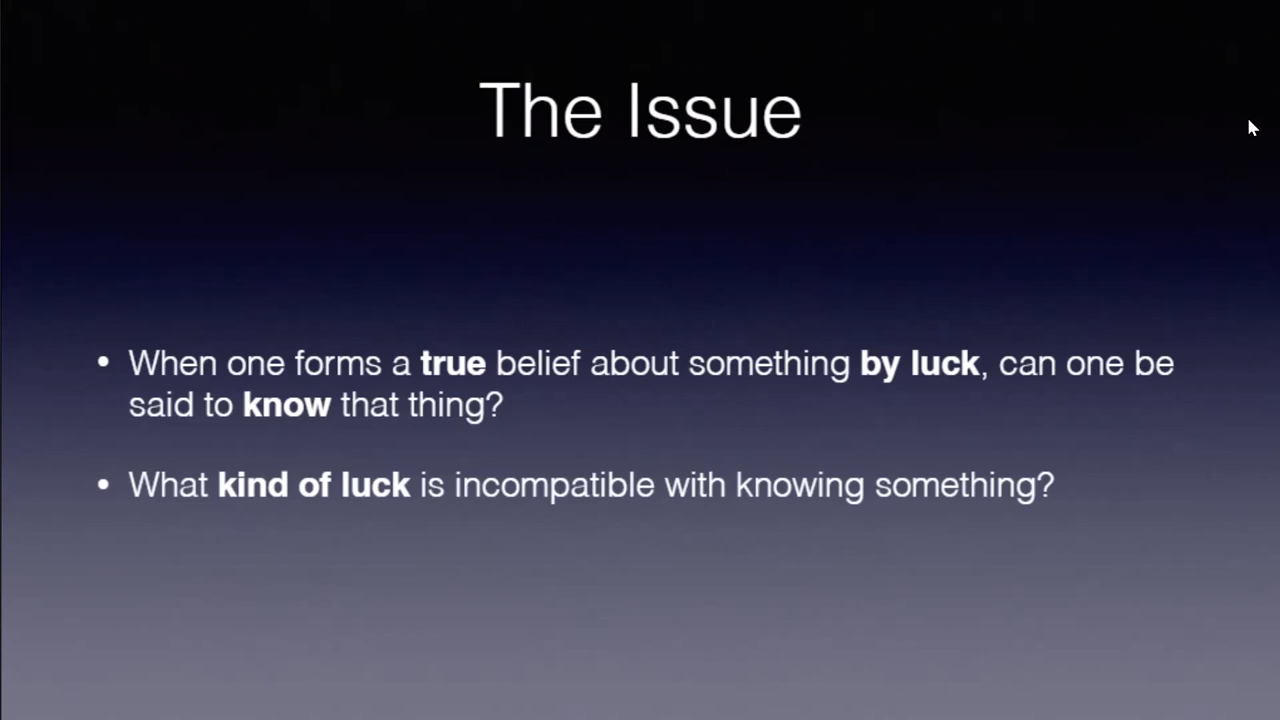 The Issue
• When one forms a true belief about something by luck, can one be
said to know that thing?
• What kind of luck is incompatible with knowing something?